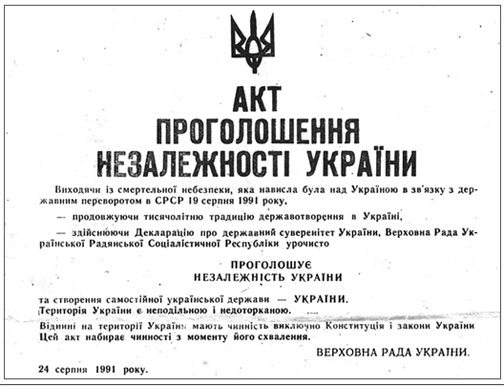 АКТ
ПРОГОЛОШЕННЯ
НЕЗАЛЕЖНОСТІ УКРАЇНИ
Виходячи із смертельної небезпеки, яка нависла була над Україною в зв'язку з дер-
жавним переворотом в СРСР 19 серпня 1991 року,
— продовжуючи тисячолітню традицію державотворення в Україні,
— здійснюючи Декларацію про державний суверенітет України, Верховна Рада Ук-
раїнської Радянської Соціалістичної Республіки урочисто
ПРОГОЛОШУЄ
НЕЗАЛЕЖНІСТЬ УКРАЇНИ
та створення самостійної української держави — УКРАЇНИ.
Територія України є неподільною і недоторканою.
Віднині на території України мають чинність виключно Конституція і закони України
Цей акт набирає чинності з моменту його схвалення.
ВЕРХОВНА РАДА УКРАЇНИ.
24 серпня 1991 року.